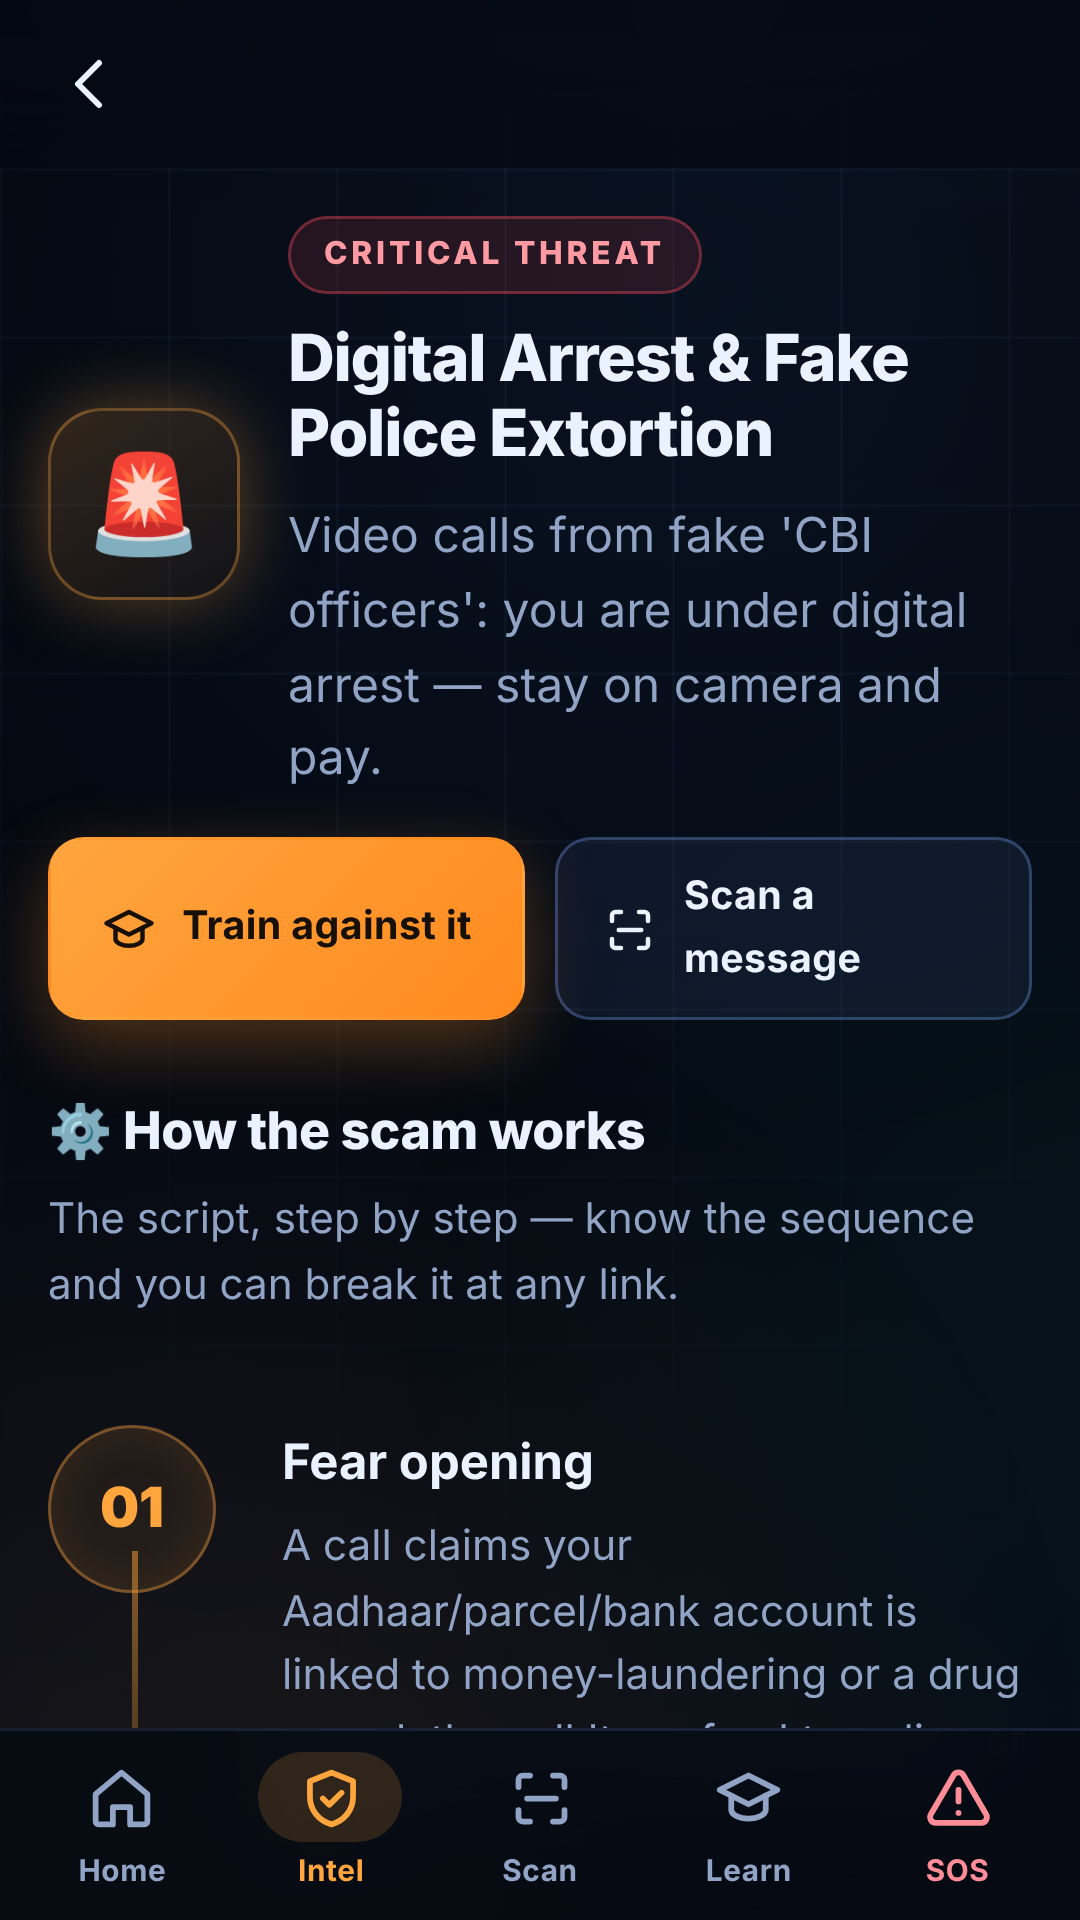 CRITICAL THREAT
Digital Arrest & Fake
Police Extortion
Video calls from fake 'CBI
officers': you are under digital
arrest — stay on camera and
pay.
Train against it
Scan a
message
How the scam works
The script, step by step — know the sequence
and you can break it at any link.
01
Fear opening
A call claims your
Aadhaar/parcel/bank account is
linked to money-laundering or a drug
Home
Intel
Scan
Learn
SOS